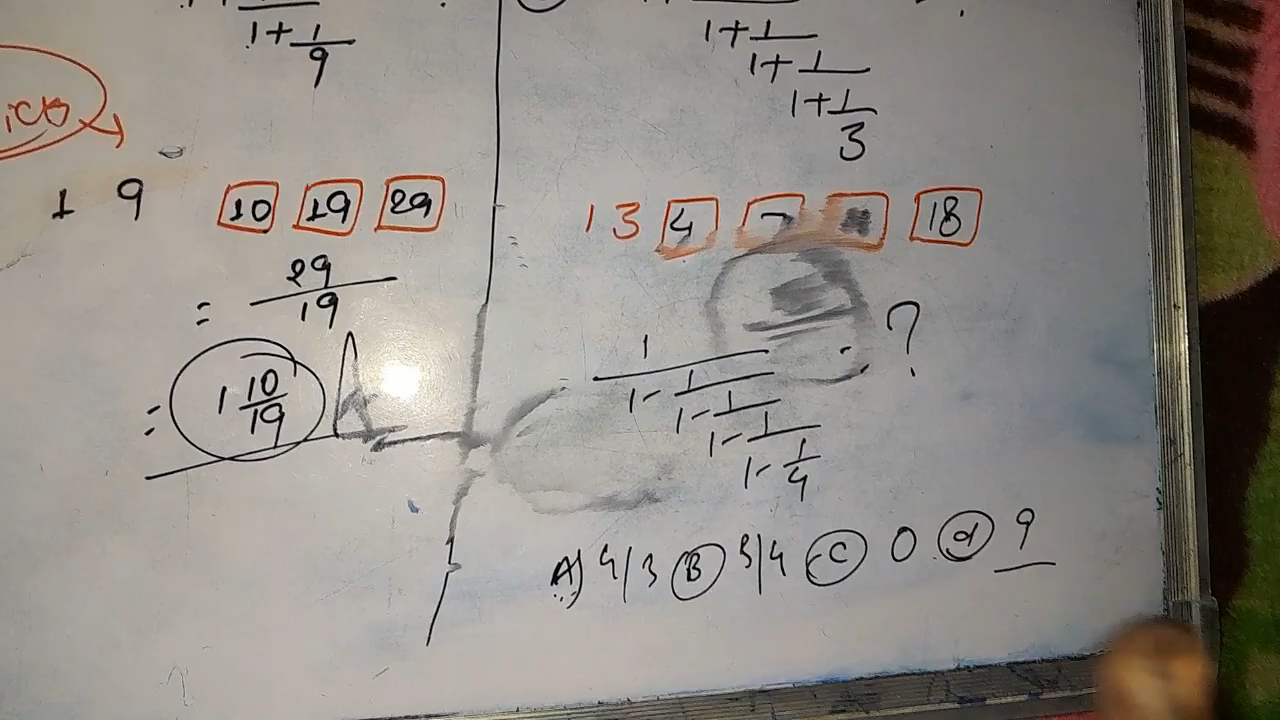 1 + 1
9
1 + 1
1 + 1
1 + 1
3
1 9 10 19 29
1 3 4 7 18
= 29
19
= 1 10
19
1
1 - 1
1 - 1
1 - 1
1 - 1
4
= ?
A) 4/3 B 3/4 C 0 d 9